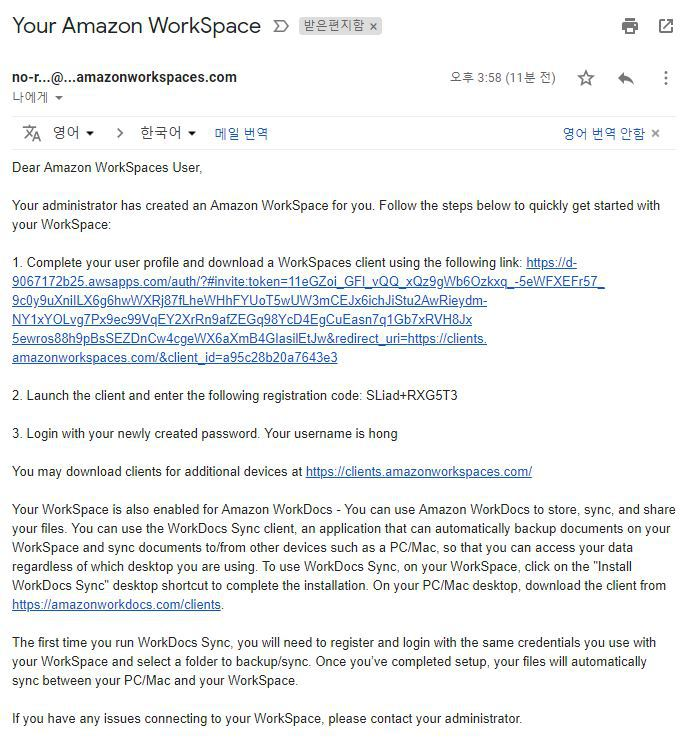 Your Amazon WorkSpace 받은편지함 ×
no-r...@...amazonworkspaces.com 오후 3:58 (11분 전)
나에게
영어 > 한국어 메일 번역 영어 번역 안함 ×
Dear Amazon WorkSpaces User,
Your administrator has created an Amazon WorkSpace for you. Follow the steps below to quickly get started with
your WorkSpace:
1. Complete your user profile and download a WorkSpaces client using the following link: https://d-
9067172b25.awsapps.com/auth/?#invite:token=11eGZoi_GFI_vQQ_xQz9gWb6Ozkxq_-5eWFXEFr57_
9c0y9uXniILX6g6hwWXRj87fLheWHhFYUoT5wUW3mCEJx6ichJiStu2AwRieydm-
NY1xYOLvg7Px9ec99VqEY2XrRn9afZEGq98YcD4EgCuEasn7q1Gb7xRVH8Jx
5ewros88h9pBsSEZDnCw4cgeWX6aXmB4GIasilEtJw&redirect_uri=https://clients.
amazonworkspaces.com/&client_id=a95c28b20a7643e3
2. Launch the client and enter the following registration code: SLiad+RXG5T3
3. Login with your newly created password. Your username is hong
You may download clients for additional devices at https://clients.amazonworkspaces.com/
Your WorkSpace is also enabled for Amazon WorkDocs - You can use Amazon WorkDocs to store, sync, and share
your files. You can use the WorkDocs Sync client, an application that can automatically backup documents on your
WorkSpace and sync documents to/from other devices such as a PC/Mac, so that you can access your data
regardless of which desktop you are using. To use WorkDocs Sync, on your WorkSpace, click on the "Install
WorkDocs Sync" desktop shortcut to complete the installation. On your PC/Mac desktop, download the client from
https://amazonworkdocs.com/clients.
The first time you run WorkDocs Sync, you will need to register and login with the same credentials you use with
your WorkSpace and select a folder to backup/sync. Once you've completed setup, your files will automatically
sync between your PC/Mac and your WorkSpace.
If you have any issues connecting to your WorkSpace, please contact your administrator.